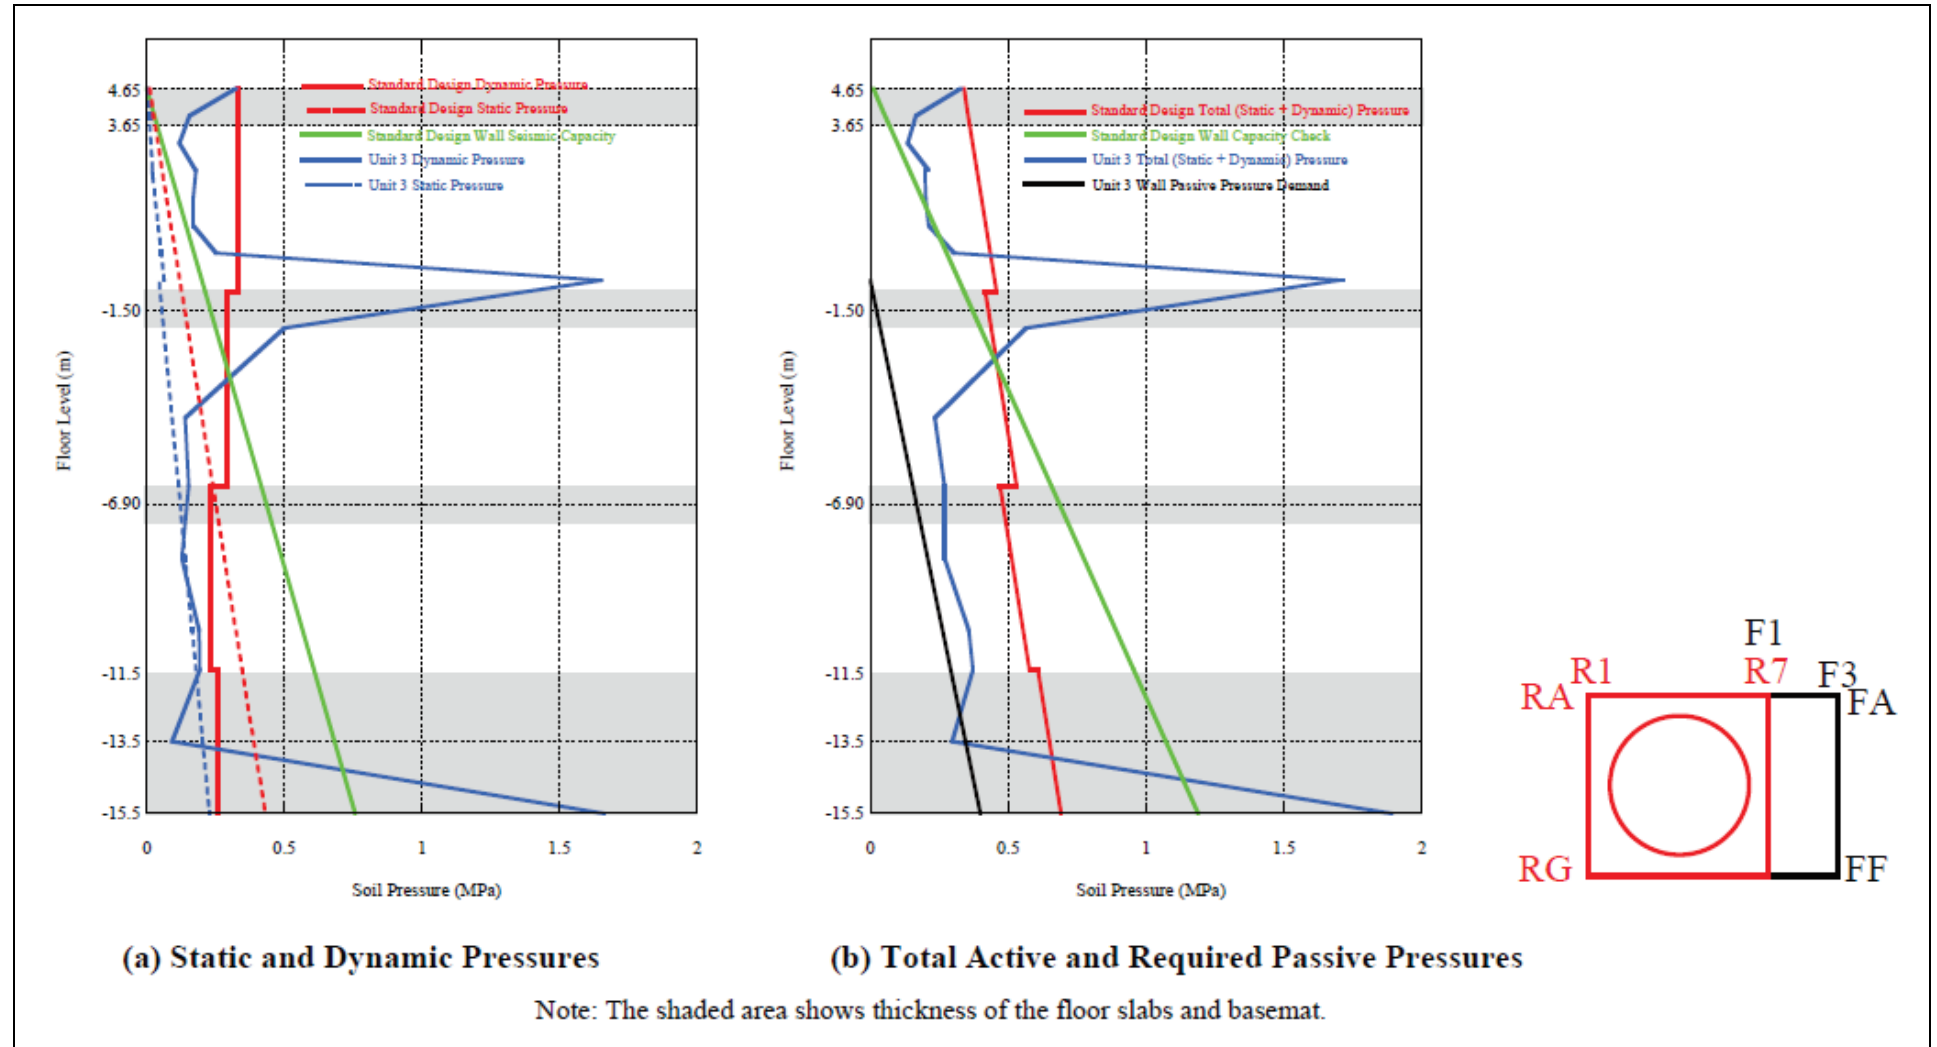 4.65
3.65
-1.50
-6.90
-11.5
-13.5
-15.5
Floor Level (m)
Standard Design Dynamic Pressure
Standard Design Static Pressure
Standard Design Wall Seismic Capacity
Unit 3 Dynamic Pressure
Unit 3 Static Pressure
0 0.5 1 1.5 2
Soil Pressure (MPa)
(a) Static and Dynamic Pressures
4.65
3.65
-1.50
-6.90
-11.5
-13.5
-15.5
Floor Level (m)
Standard Design Total (Static + Dynamic) Pressure
Standard Design Wall Capacity Check
Unit 3 Total (Static + Dynamic) Pressure
Unit 3 Wall Passive Pressure Demand
0 0.5 1 1.5 2
Soil Pressure (MPa)
(b) Total Active and Required Passive Pressures
F1
R1 R7 F3
RA FA
RG FF
Note: The shaded area shows thickness of the floor slabs and basemat.